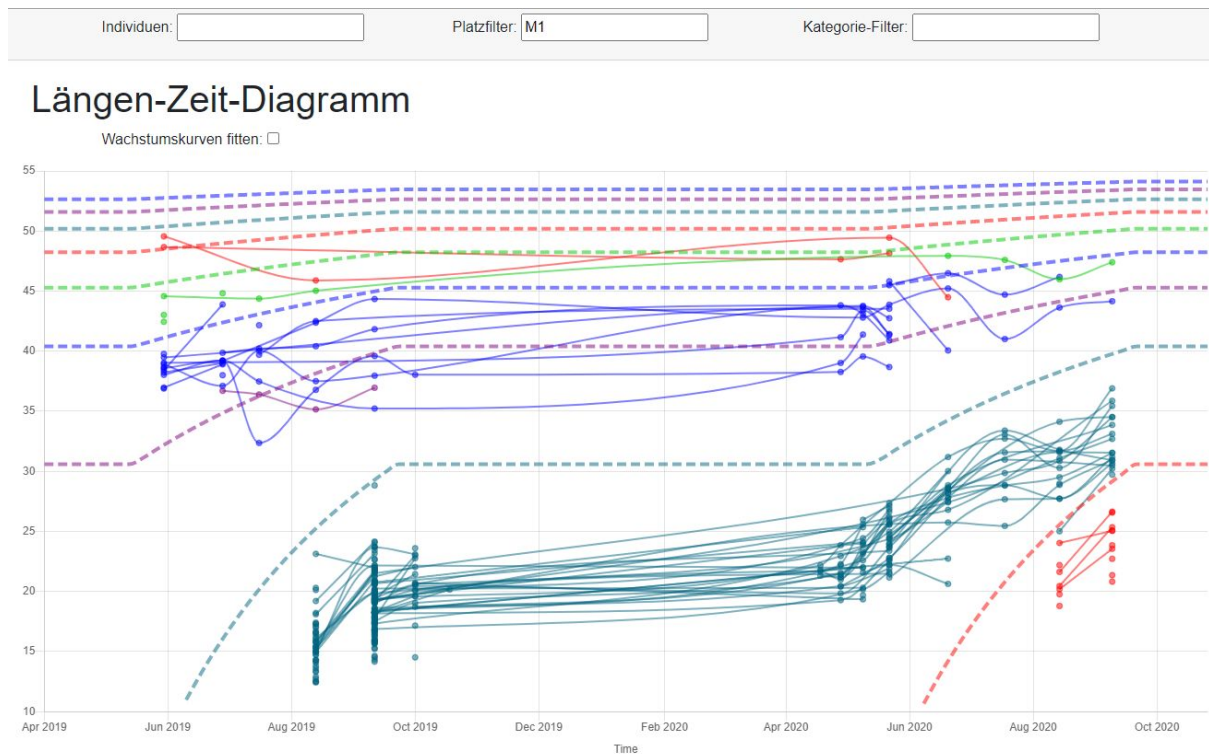 Individuen: Platzfilter: M1 Kategorie-Filter:
Längen-Zeit-Diagramm
Wachstumskurven fitten:
55
50
45
40
35
30
25
20
15
10
Apr 2019 Jun 2019 Aug 2019 Oct 2019 Dec 2019 Feb 2020 Apr 2020 Jun 2020 Aug 2020 Oct 2020
Time